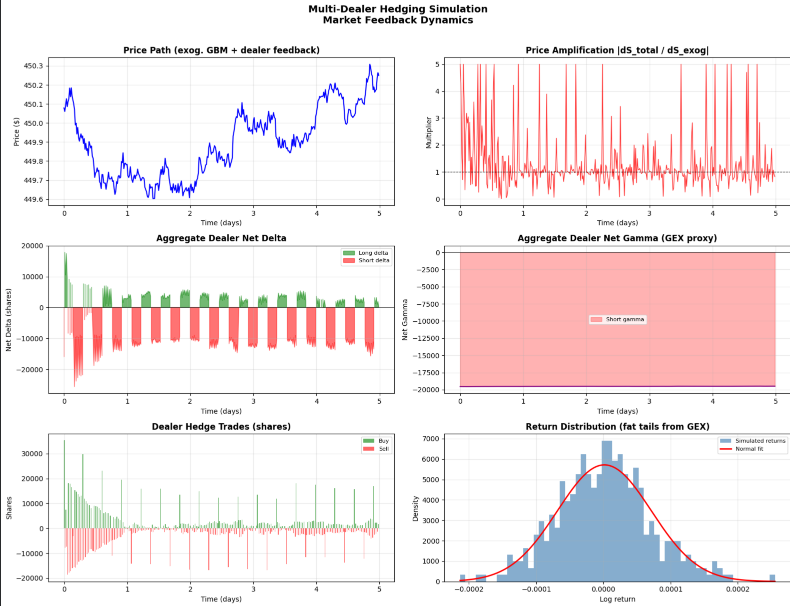 Multi-Dealer Hedging Simulation
Market Feedback Dynamics
Price Path (exog. GBM + dealer feedback)
Price ($)
450.3
450.2
450.1
450.0
449.9
449.8
449.7
449.6
0 1 2 3 4 5
Time (days)
Price Amplification |dS_total / dS_exog|
Multiplier
5
4
3
2
1
0
0 1 2 3 4 5
Time (days)
Aggregate Dealer Net Delta
Net Delta (shares)
20000
10000
0
−10000
−20000
Long delta
Short delta
0 1 2 3 4 5
Time (days)
Aggregate Dealer Net Gamma (GEX proxy)
Net Gamma
0
−2500
−5000
−7500
−10000
−12500
−15000
−17500
−20000
Short gamma
0 1 2 3 4 5
Time (days)
Dealer Hedge Trades (shares)
Shares
30000
20000
10000
0
−10000
−20000
Buy
Sell
0 1 2 3 4 5
Time (days)
Return Distribution (fat tails from GEX)
Density
7000
6000
5000
4000
3000
2000
1000
0
Simulated returns
Normal fit
−0.0002 −0.0001 0.0000 0.0001 0.0002
Log return